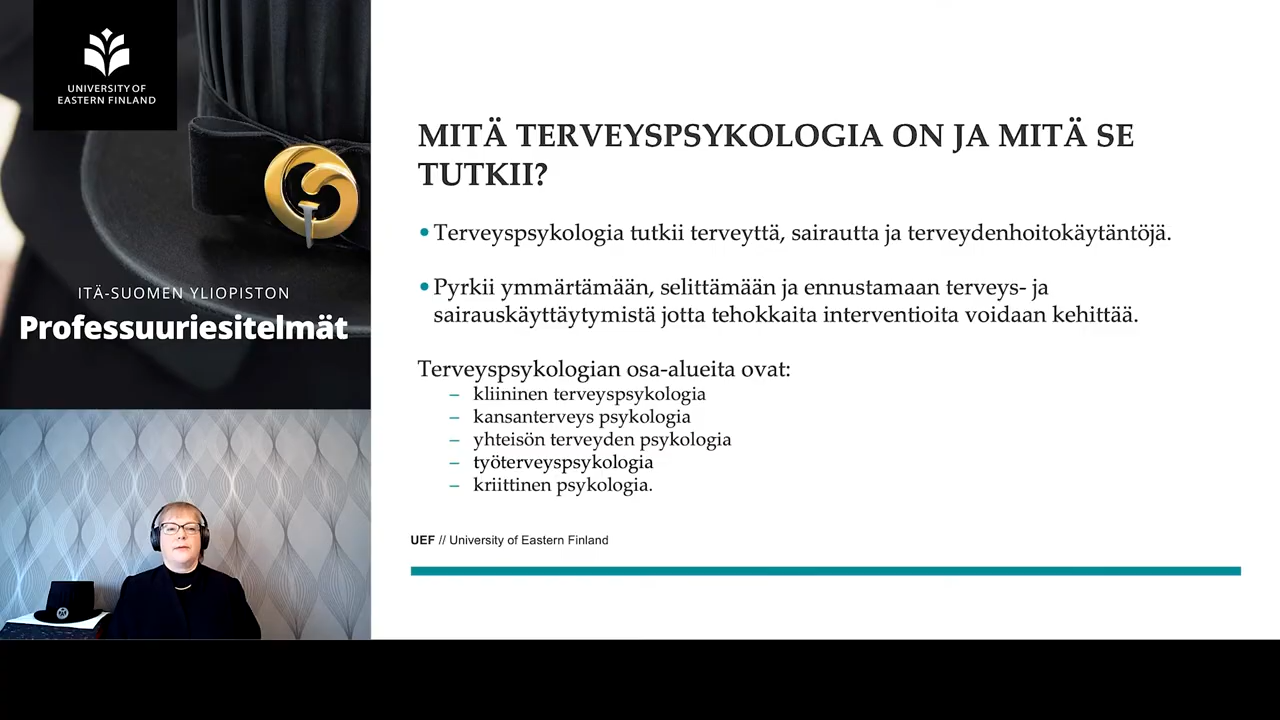 UNIVERSITY OF
EASTERN FINLAND
ITÄ-SUOMEN YLIOPISTON
Professuuriesitelmät
MITÄ TERVEYSPSYKOLOGIA ON JA MITÄ SE
TUTKII?
•Terveyspsykologia tutkii terveyttä, sairautta ja terveydenhoitokäytäntöjä.
•Pyrkii ymmärtämään, selittämään ja ennustamaan terveys- ja
sairauskäyttäytymistä jotta tehokkaita interventioita voidaan kehittää.
Terveyspsykologian osa-alueita ovat:
– kliininen terveyspsykologia
– kansanterveys psykologia
– yhteisön terveyden psykologia
– työterveyspsykologia
– kriittinen psykologia.
UEF // University of Eastern Finland